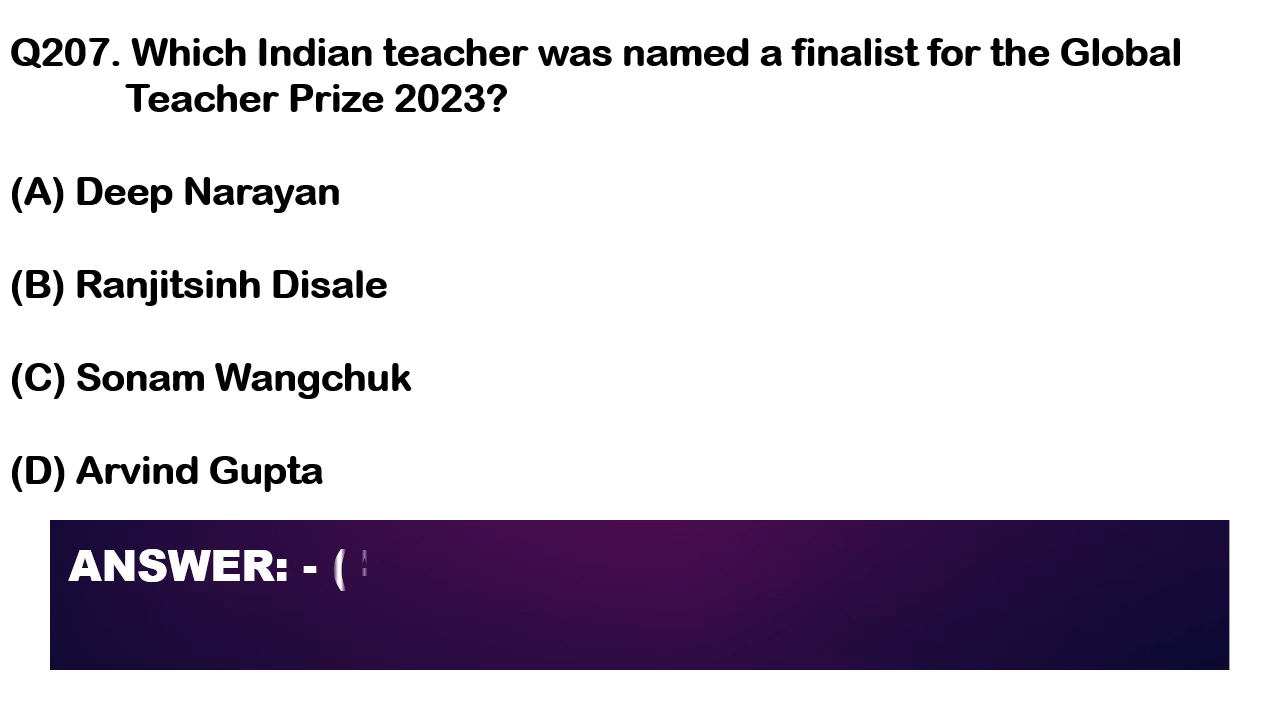 Q207. Which Indian teacher was named a finalist for the Global
Teacher Prize 2023?
(A) Deep Narayan
(B) Ranjitsinh Disale
(C) Sonam Wangchuk
(D) Arvind Gupta
ANSWER: - (